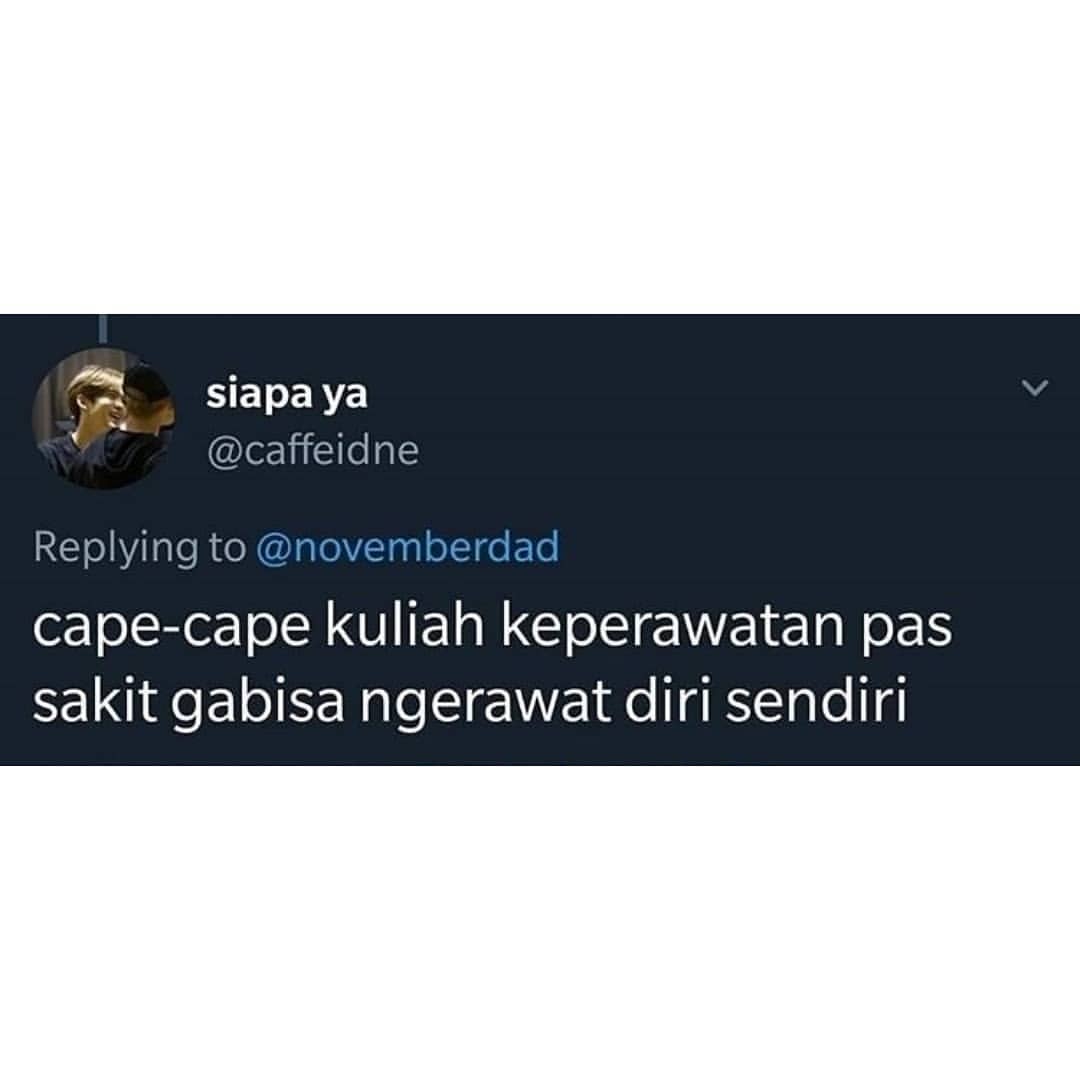 siapa ya
@caffeidne
Replying to @novemberdad
cape-cape kuliah keperawatan pas
sakit gabisa ngerawat diri sendiri